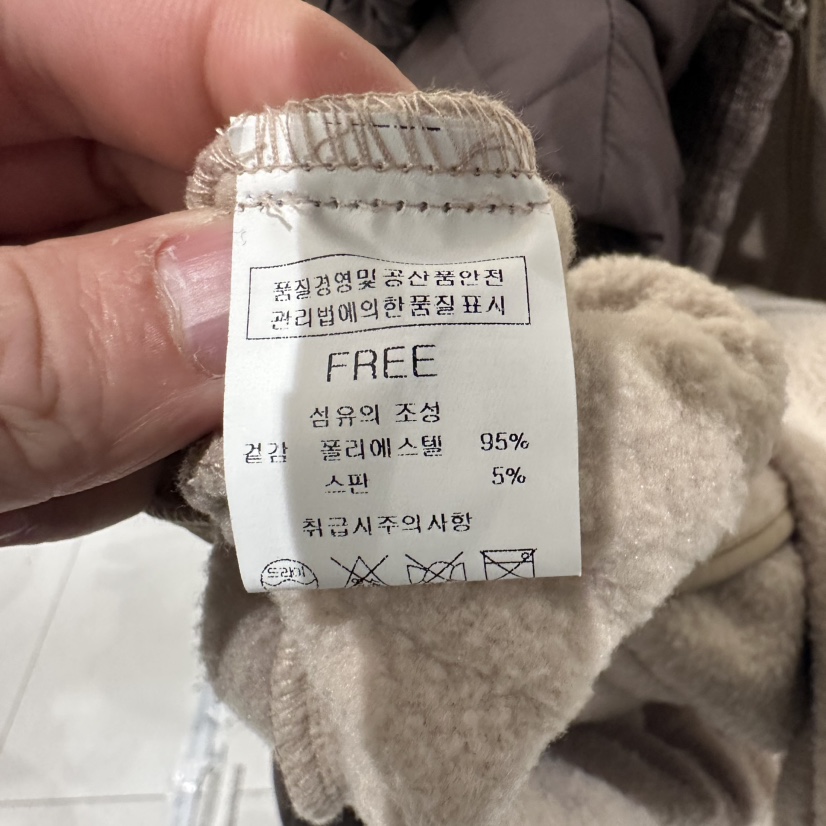 품질경영및 공산품안전
관리법에의한품질표시
FREE
섬유의 조성
겉감 폴리에스텔 95%
스판 5%
취급시주의사항
드라이